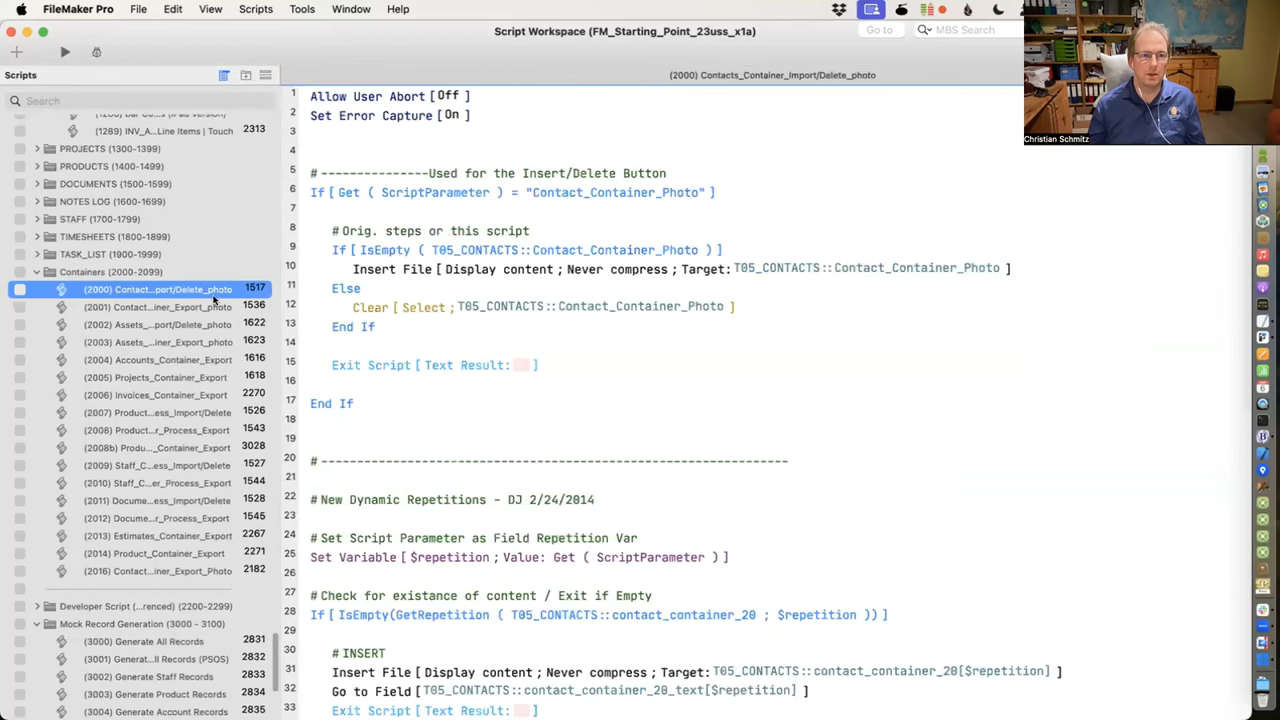 FileMaker Pro File Edit View Scripts Tools Window Help
Script Workspace (FM_Starting_Point_23uss_x1a)
Go to
MBS Search
Scripts
(2000) Contacts_Container_Import/Delete_photo
Search
(1269) INV_A...Line Items | Touch 2313
PROJECTS (1300-1399)
PRODUCTS (1400-1499)
DOCUMENTS (1500-1599)
NOTES LOG (1600-1699)
STAFF (1700-1799)
TIMESHEETS (1800-1899)
TASK_LIST (1900-1999)
Containers (2000-2099)
(2000) Contact...port/Delete_photo 1517
(2001) Contact...iner_Export_photo 1536
(2002) Assets_...port/Delete_photo 1622
(2003) Assets_...iner_Export_photo 1623
(2004) Accounts_Container_Export 1616
(2005) Projects_Container_Export 1618
(2006) Invoices_Container_Export 2270
(2007) Product...ess_Import/Delete 1526
(2008) Product...r_Process_Export 1543
(2008b) Produ..._Container_Export 3028
(2009) Staff_C...ess_Import/Delete 1527
(2010) Staff_C...er_Process_Export 1544
(2011) Docume...ess_Import/Delete 1528
(2012) Docume...r_Process_Export 1545
(2013) Estimates_Container_Export 2267
(2014) Product_Container_Export 2271
(2016) Contact...iner_Export_Photo 2182
Developer Script (...renced) (2200-2299)
Mock Record Generation (3000 - 3100)
(3000) Generate All Records 2831
(3001) Generat...ll Records (PSOS) 2832
(3002) Generate Staff Records 2833
(3003) Generate Product Records 2834
(3004) Generate Account Records 2835
1 Allow User Abort [ Off ]
2 Set Error Capture [ On ]
3
4
5 # ---------------Used for the Insert/Delete Button
6 If [ Get ( ScriptParameter ) = "Contact_Container_Photo" ]
7
8 # Orig. steps or this script
9 If [ IsEmpty ( T05_CONTACTS::Contact_Container_Photo ) ]
10 Insert File [ Display content ; Never compress ; Target: T05_CONTACTS::Contact_Container_Photo ]
11 Else
12 Clear [ Select ; T05_CONTACTS::Contact_Container_Photo ]
13 End If
14
15 Exit Script [ Text Result: ]
16
17 End If
18
19
20 # -----------------------------------------------------------
21
22 # New Dynamic Repetitions - DJ 2/24/2014
23
24 # Set Script Parameter as Field Repetition Var
25 Set Variable [ $repetition ; Value: Get ( ScriptParameter ) ]
26
27 # Check for existance of content / Exit if Empty
28 If [ IsEmpty(GetRepetition ( T05_CONTACTS::contact_container_20 ; $repetition )) ]
29
30 # INSERT
31 Insert File [ Display content ; Never compress ; Target: T05_CONTACTS::contact_container_20[$repetition] ]
32 Go to Field [ T05_CONTACTS::contact_container_20_text[$repetition] ]
33 Exit Script [ Text Result: ]
Christian Schmitz